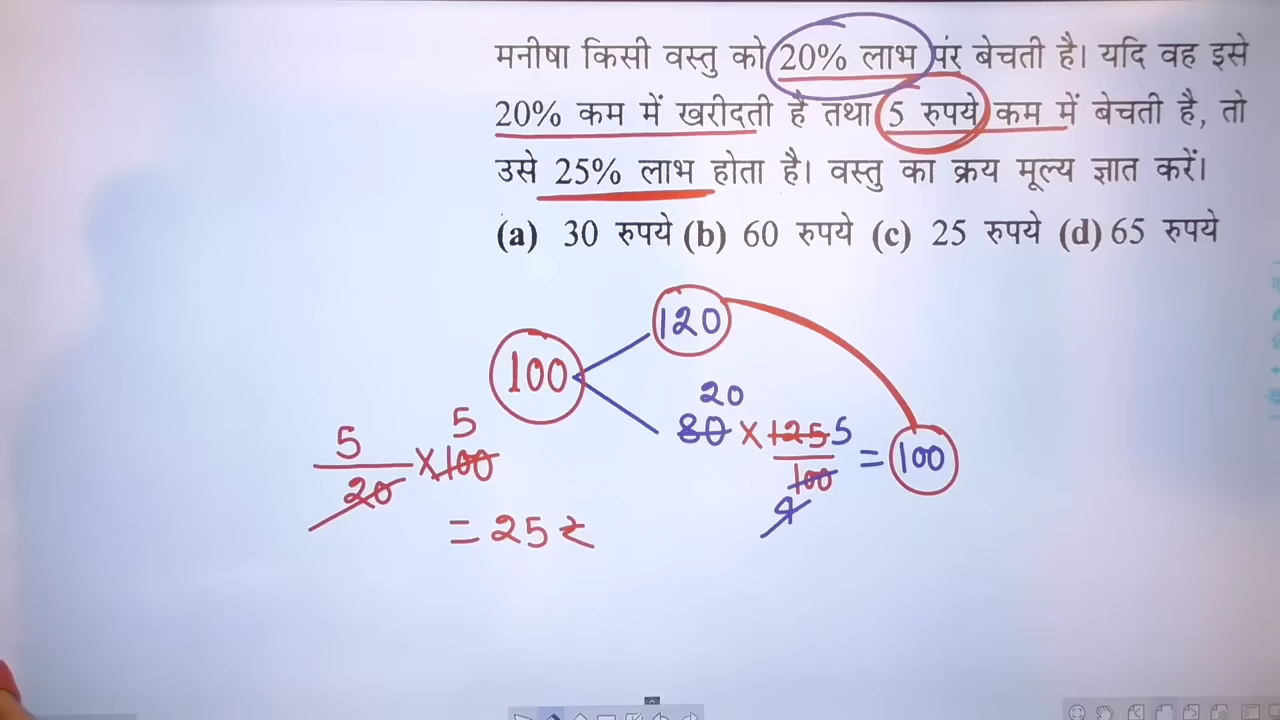 मनीषा किसी वस्तु को 20% लाभ पर बेचती है। यदि वह इसे
20% कम में खरीदती है तथा 5 रुपये कम में बेचती है, तो
उसे 25% लाभ होता है। वस्तु का क्रय मूल्य ज्ञात करें।
(a) 30 रुपये (b) 60 रुपये (c) 25 रुपये (d) 65 रुपये
120
100
20
80 × 125 5 = 100
100
4
5 5
20 × 100
= 25 ₹